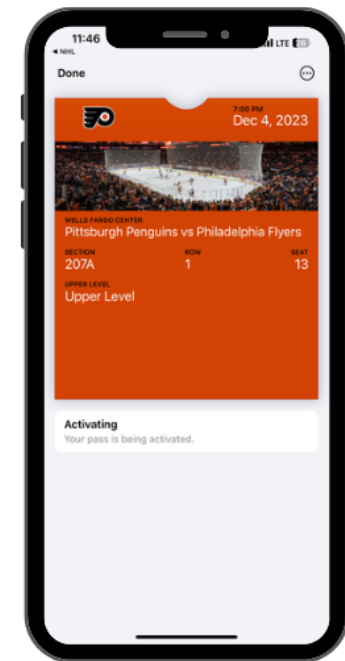 11:46
LTE
◀ NHL
Done
7:00 PM
Dec 4, 2023
WELLS FARGO CENTER
Pittsburgh Penguins vs Philadelphia Flyers
SECTION ROW SEAT
207A 1 13
UPPER LEVEL
Upper Level
Activating
Your pass is being activated.